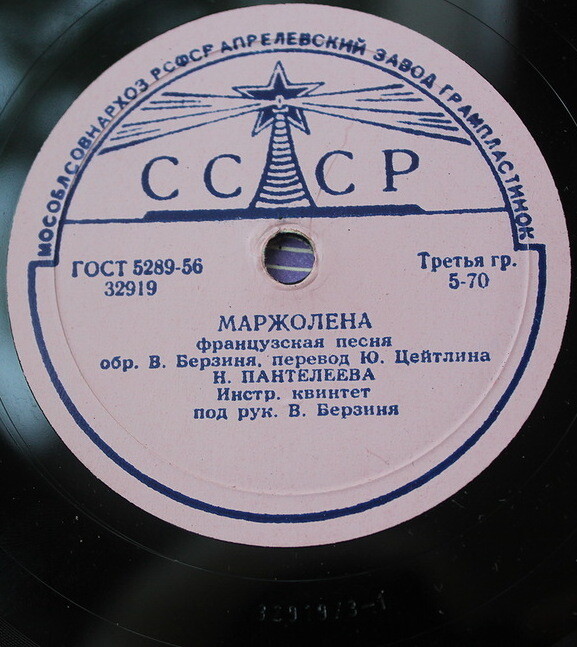 МОСОБЛСОВНАРХОЗ РСФСР АПРЕЛЕВСКИЙ ЗАВОД ГРАМПЛАСТИНОК
СССР
ГОСТ 5289-56
32919
Третья гр.
5-70
МАРЖОЛЕНА
французская песня
обр. В. Берзиня, перевод Ю. Цейтлина
Н. ПАНТЕЛЕЕВА
Инстр. квинтет
под рук. В. Берзиня